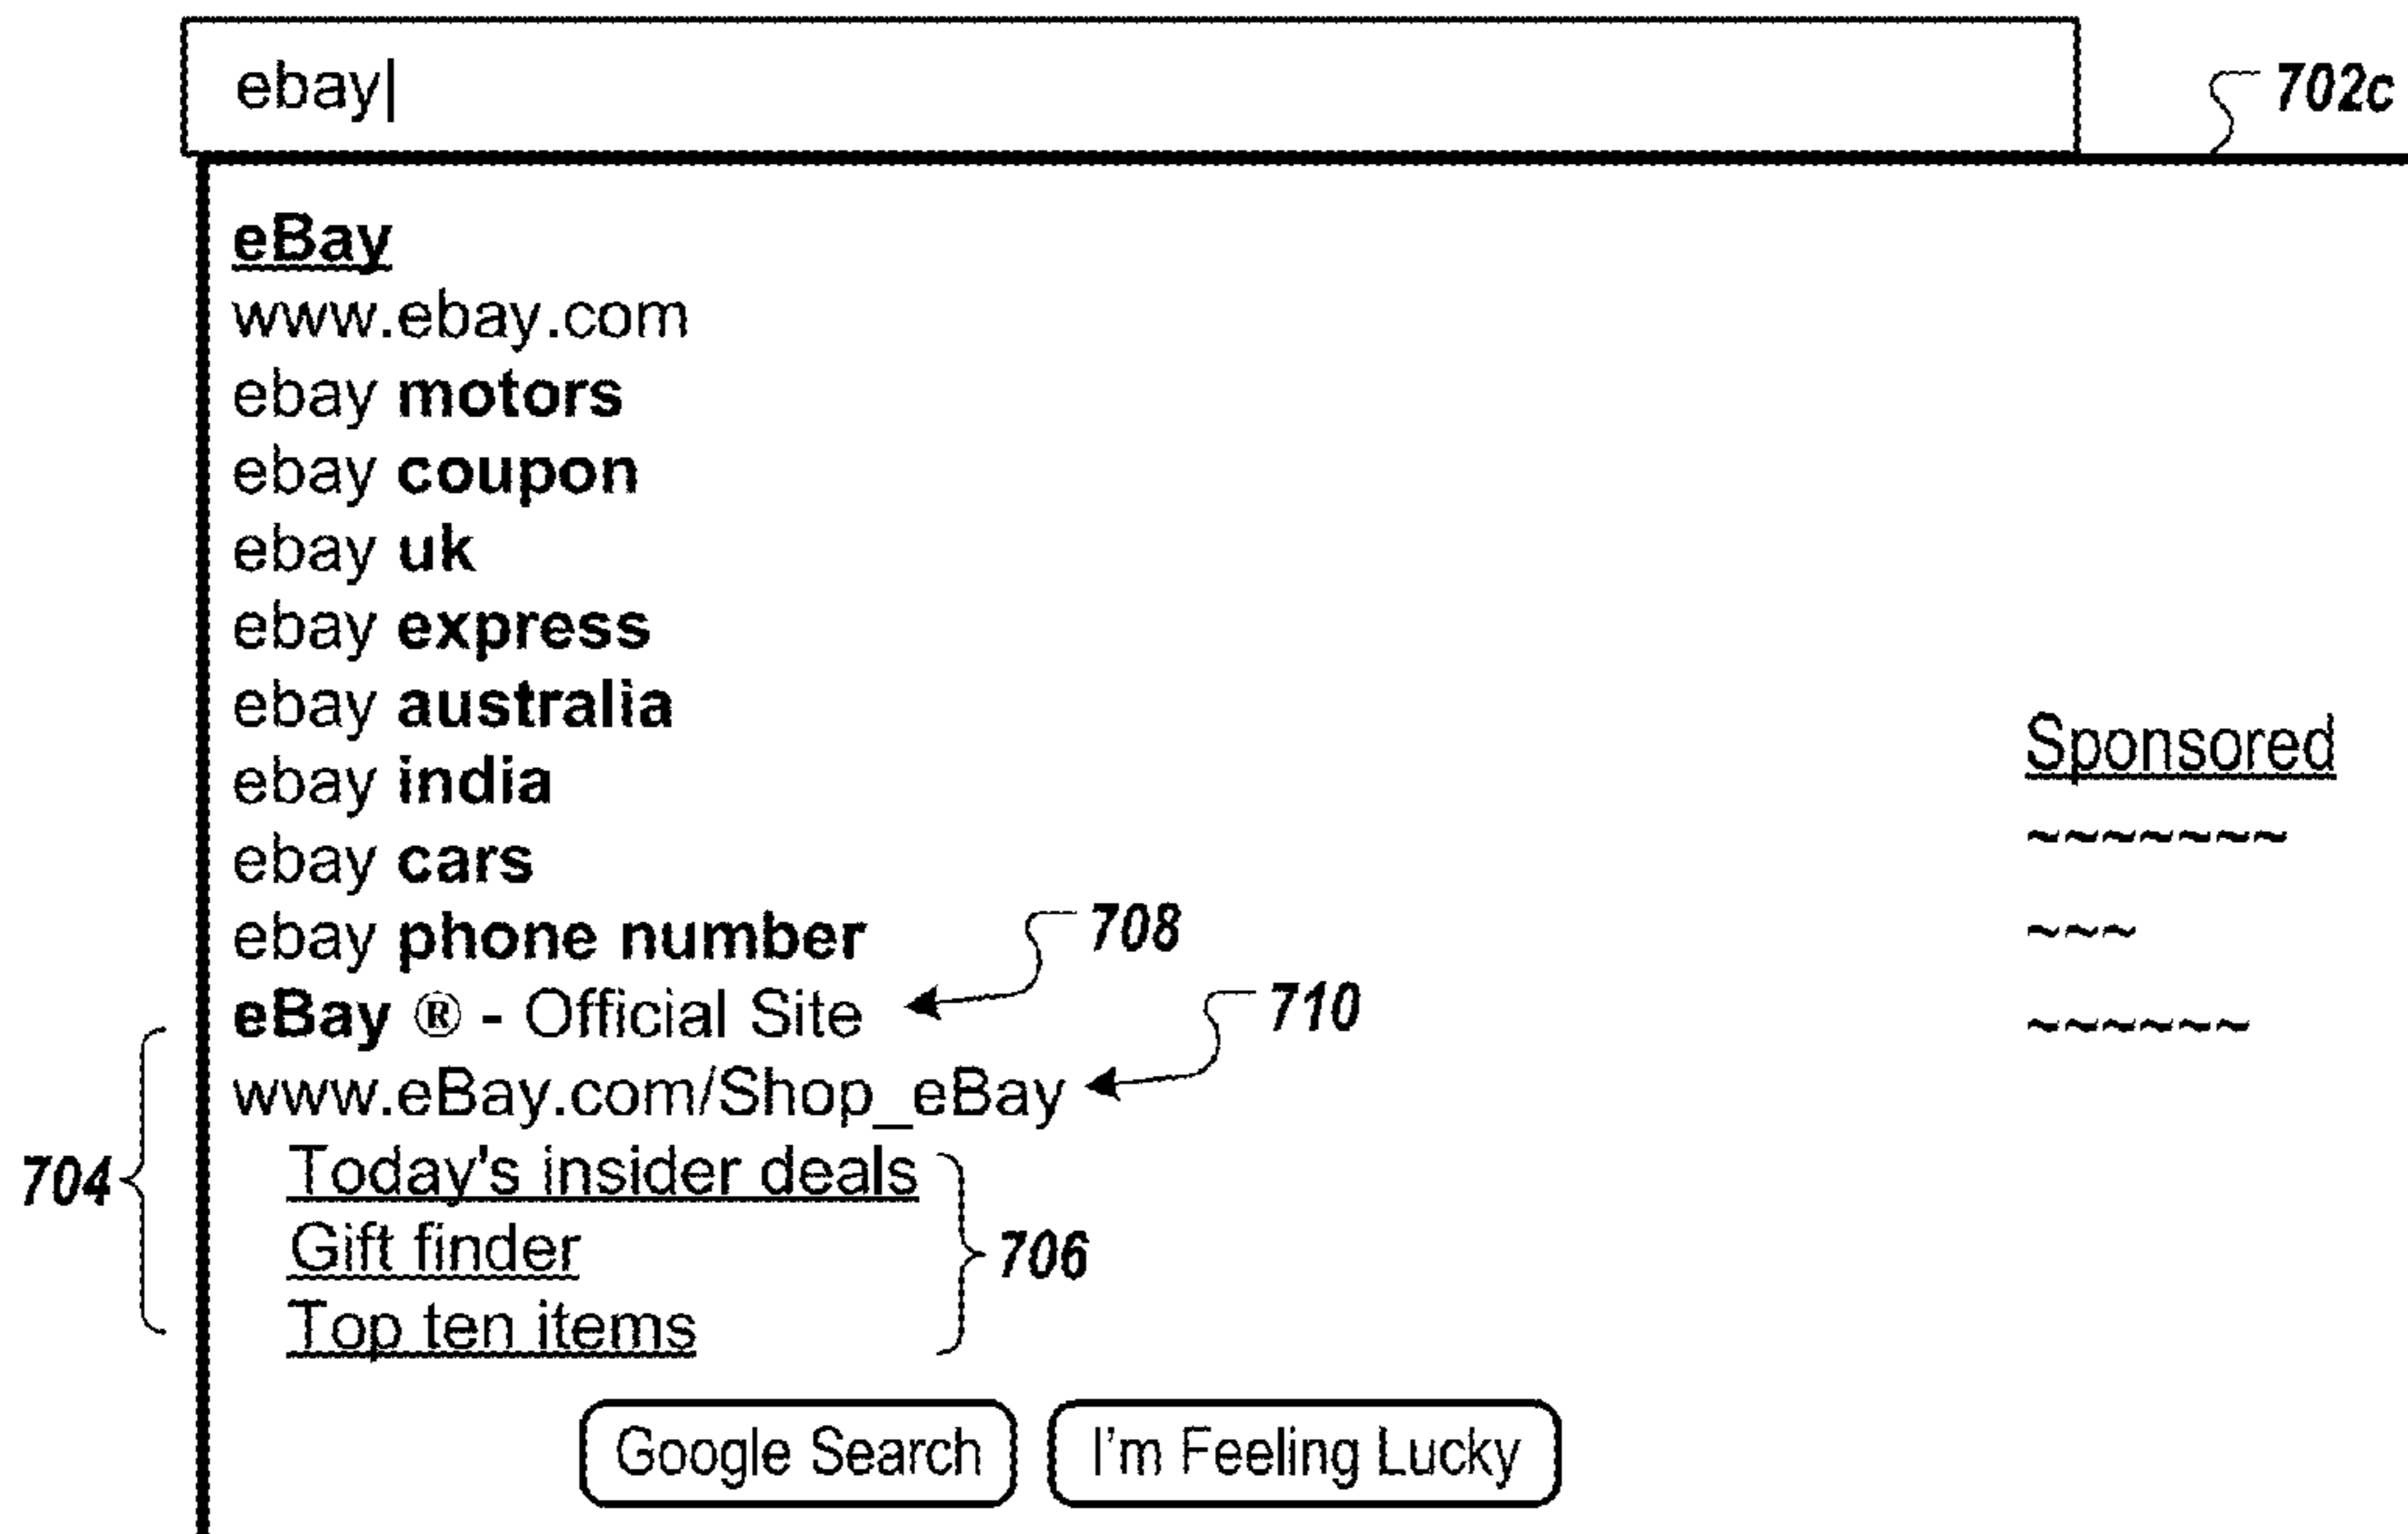 ebay|
702c
eBay
www.ebay.com
ebay motors
ebay coupon
ebay uk
ebay express
ebay australia
ebay india
ebay cars
ebay phone number
708
eBay ® - Official Site
710
www.eBay.com/Shop_eBay
704
Today's insider deals
Gift finder
706
Top ten items
Sponsored
~~~~~~~
~~~
~~~~~~
Google Search
I'm Feeling Lucky